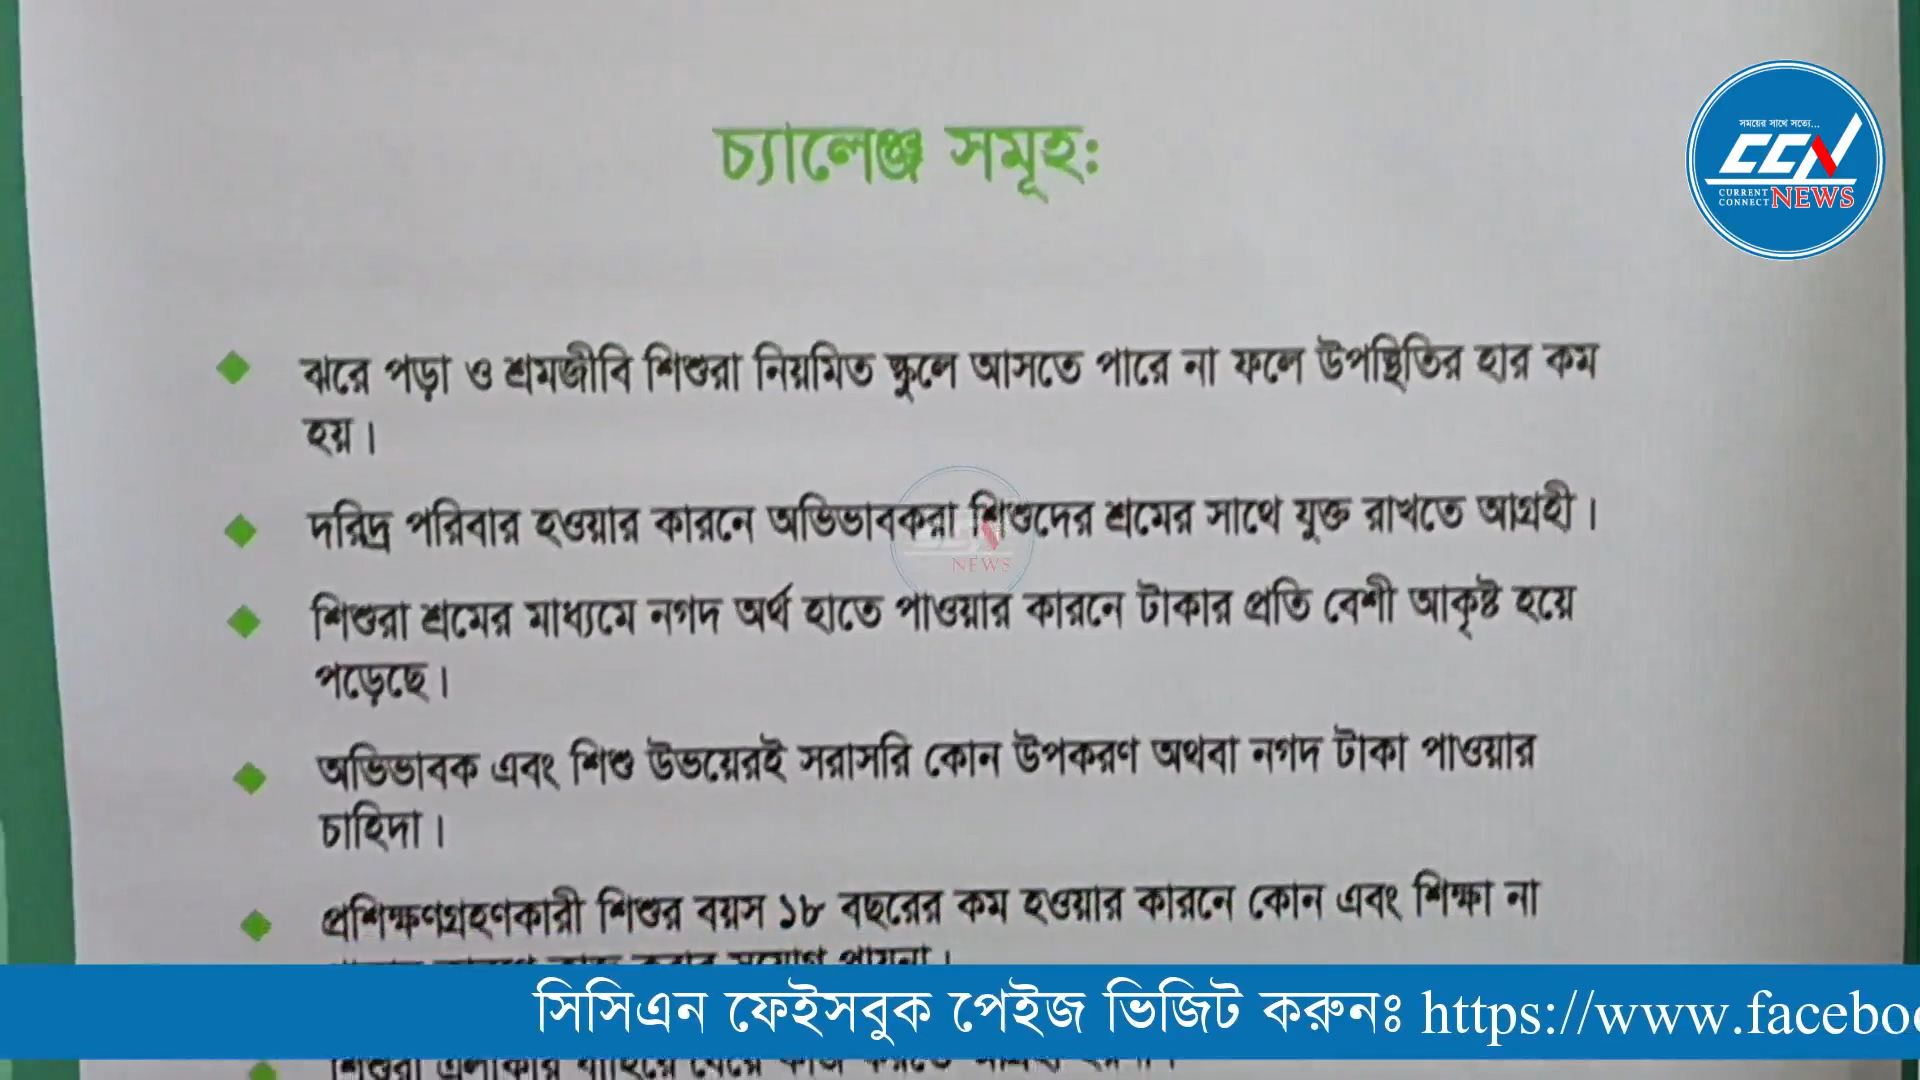 চ্যালেঞ্জ সমূহ:
সময়ের সাথে সত্যে...
CCN
CURRENT
CONNECT NEWS
ঝরে পড়া ও শ্রমজীবি শিশুরা নিয়মিত স্কুলে আসতে পারে না ফলে উপস্থিতির হার কম
হয়।
দরিদ্র পরিবার হওয়ার কারনে অভিভাবকরা শিশুদের শ্রমের সাথে যুক্ত রাখতে আগ্রহী।
NEWS
শিশুরা শ্রমের মাধ্যমে নগদ অর্থ হাতে পাওয়ার কারনে টাকার প্রতি বেশী আকৃষ্ট হয়ে
পড়েছে।
অভিভাবক এবং শিশু উভয়েরই সরাসরি কোন উপকরণ অথবা নগদ টাকা পাওয়ার
চাহিদা।
প্রশিক্ষণগ্রহণকারী শিশুর বয়স ১৮ বছরের কম হওয়ার কারনে কোন এবং শিক্ষা না
সিসিএন ফেইসবুক পেইজ ভিজিট করুনঃ https://www.facebo